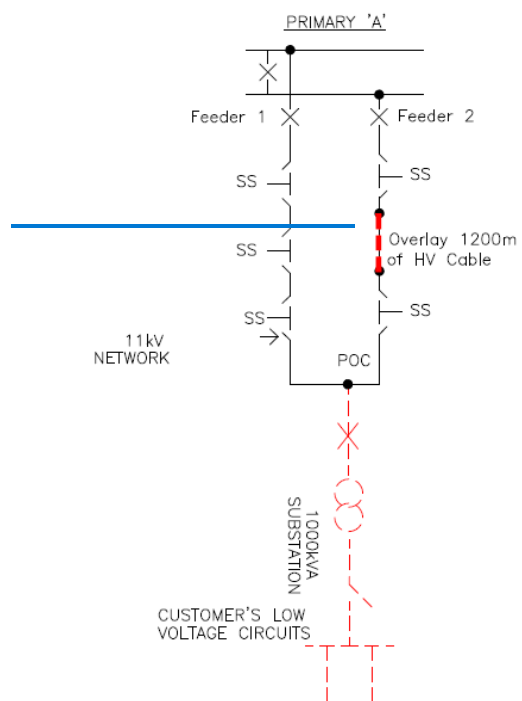 PRIMARY 'A'
Feeder 1
Feeder 2
SS
SS
SS
Overlay 1200m
of HV Cable
SS
SS
11kV
NETWORK
POC
1000kVA
SUBSTATION
CUSTOMER'S LOW
VOLTAGE CIRCUITS